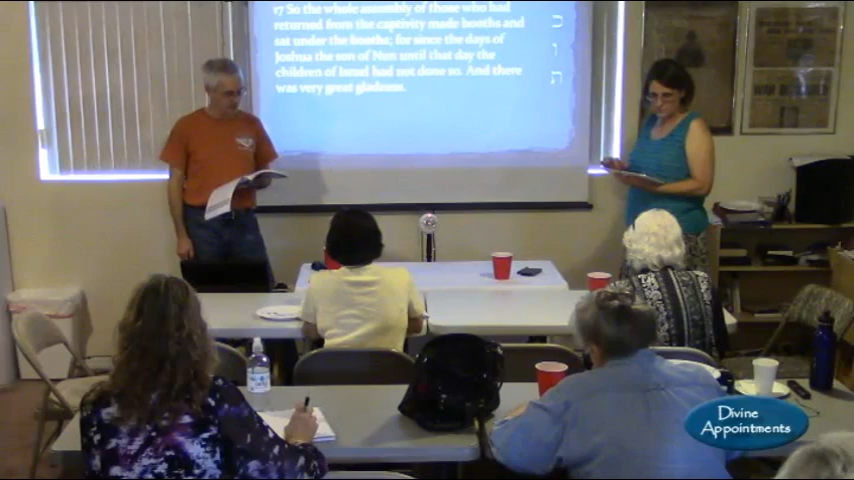 17 So the whole assembly of those who had
returned from the captivity made booths and
sat under the booths; for since the days of
Joshua the son of Nun until that day the
children of Israel had not done so. And there
was very great gladness.
כ
ו
ת
Divine
Appointments